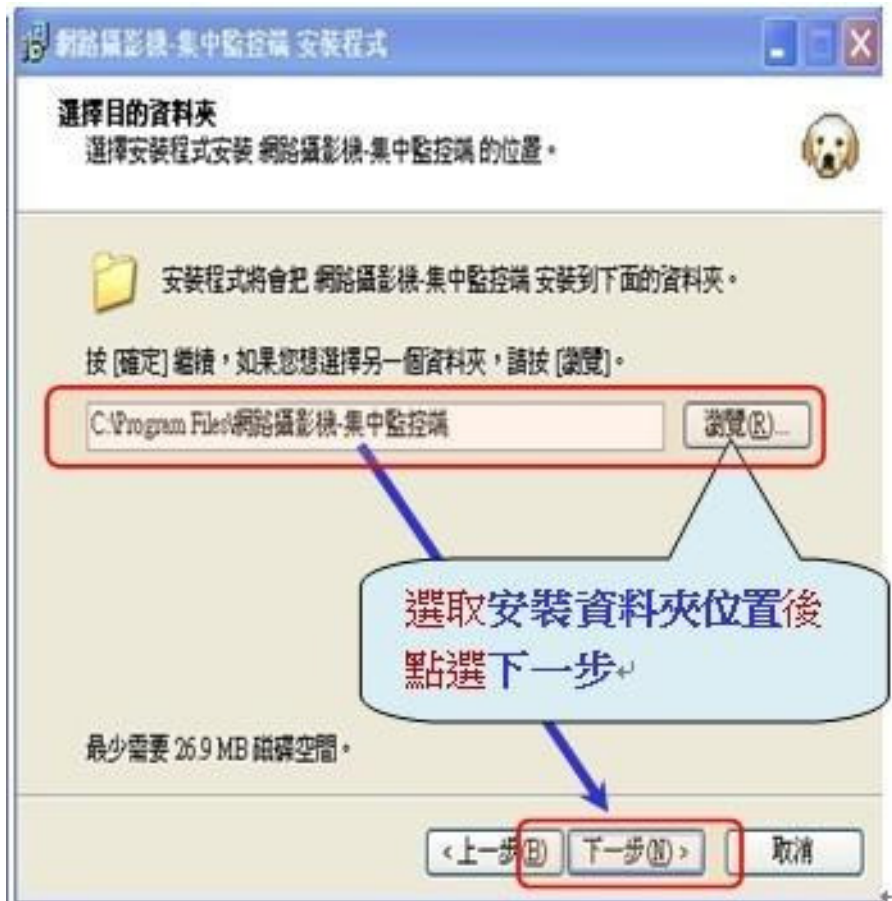 網路攝影機-集中監控端 安裝程式
選擇目的資料夾
選擇安裝程式安裝 網路攝影機-集中監控端 的位置。
安裝程式將會把 網路攝影機-集中監控端 安裝到下面的資料夾。
按 [確定] 繼續,如果您想選擇另一個資料夾,請按 [瀏覽]。
C:\Program Files\網路攝影機-集中監控端
瀏覽(R)...
選取安裝資料夾位置後
點選下一步↵
最少需要 26.9 MB 磁碟空間。
<上一步(B) 下一步(N)> 取消